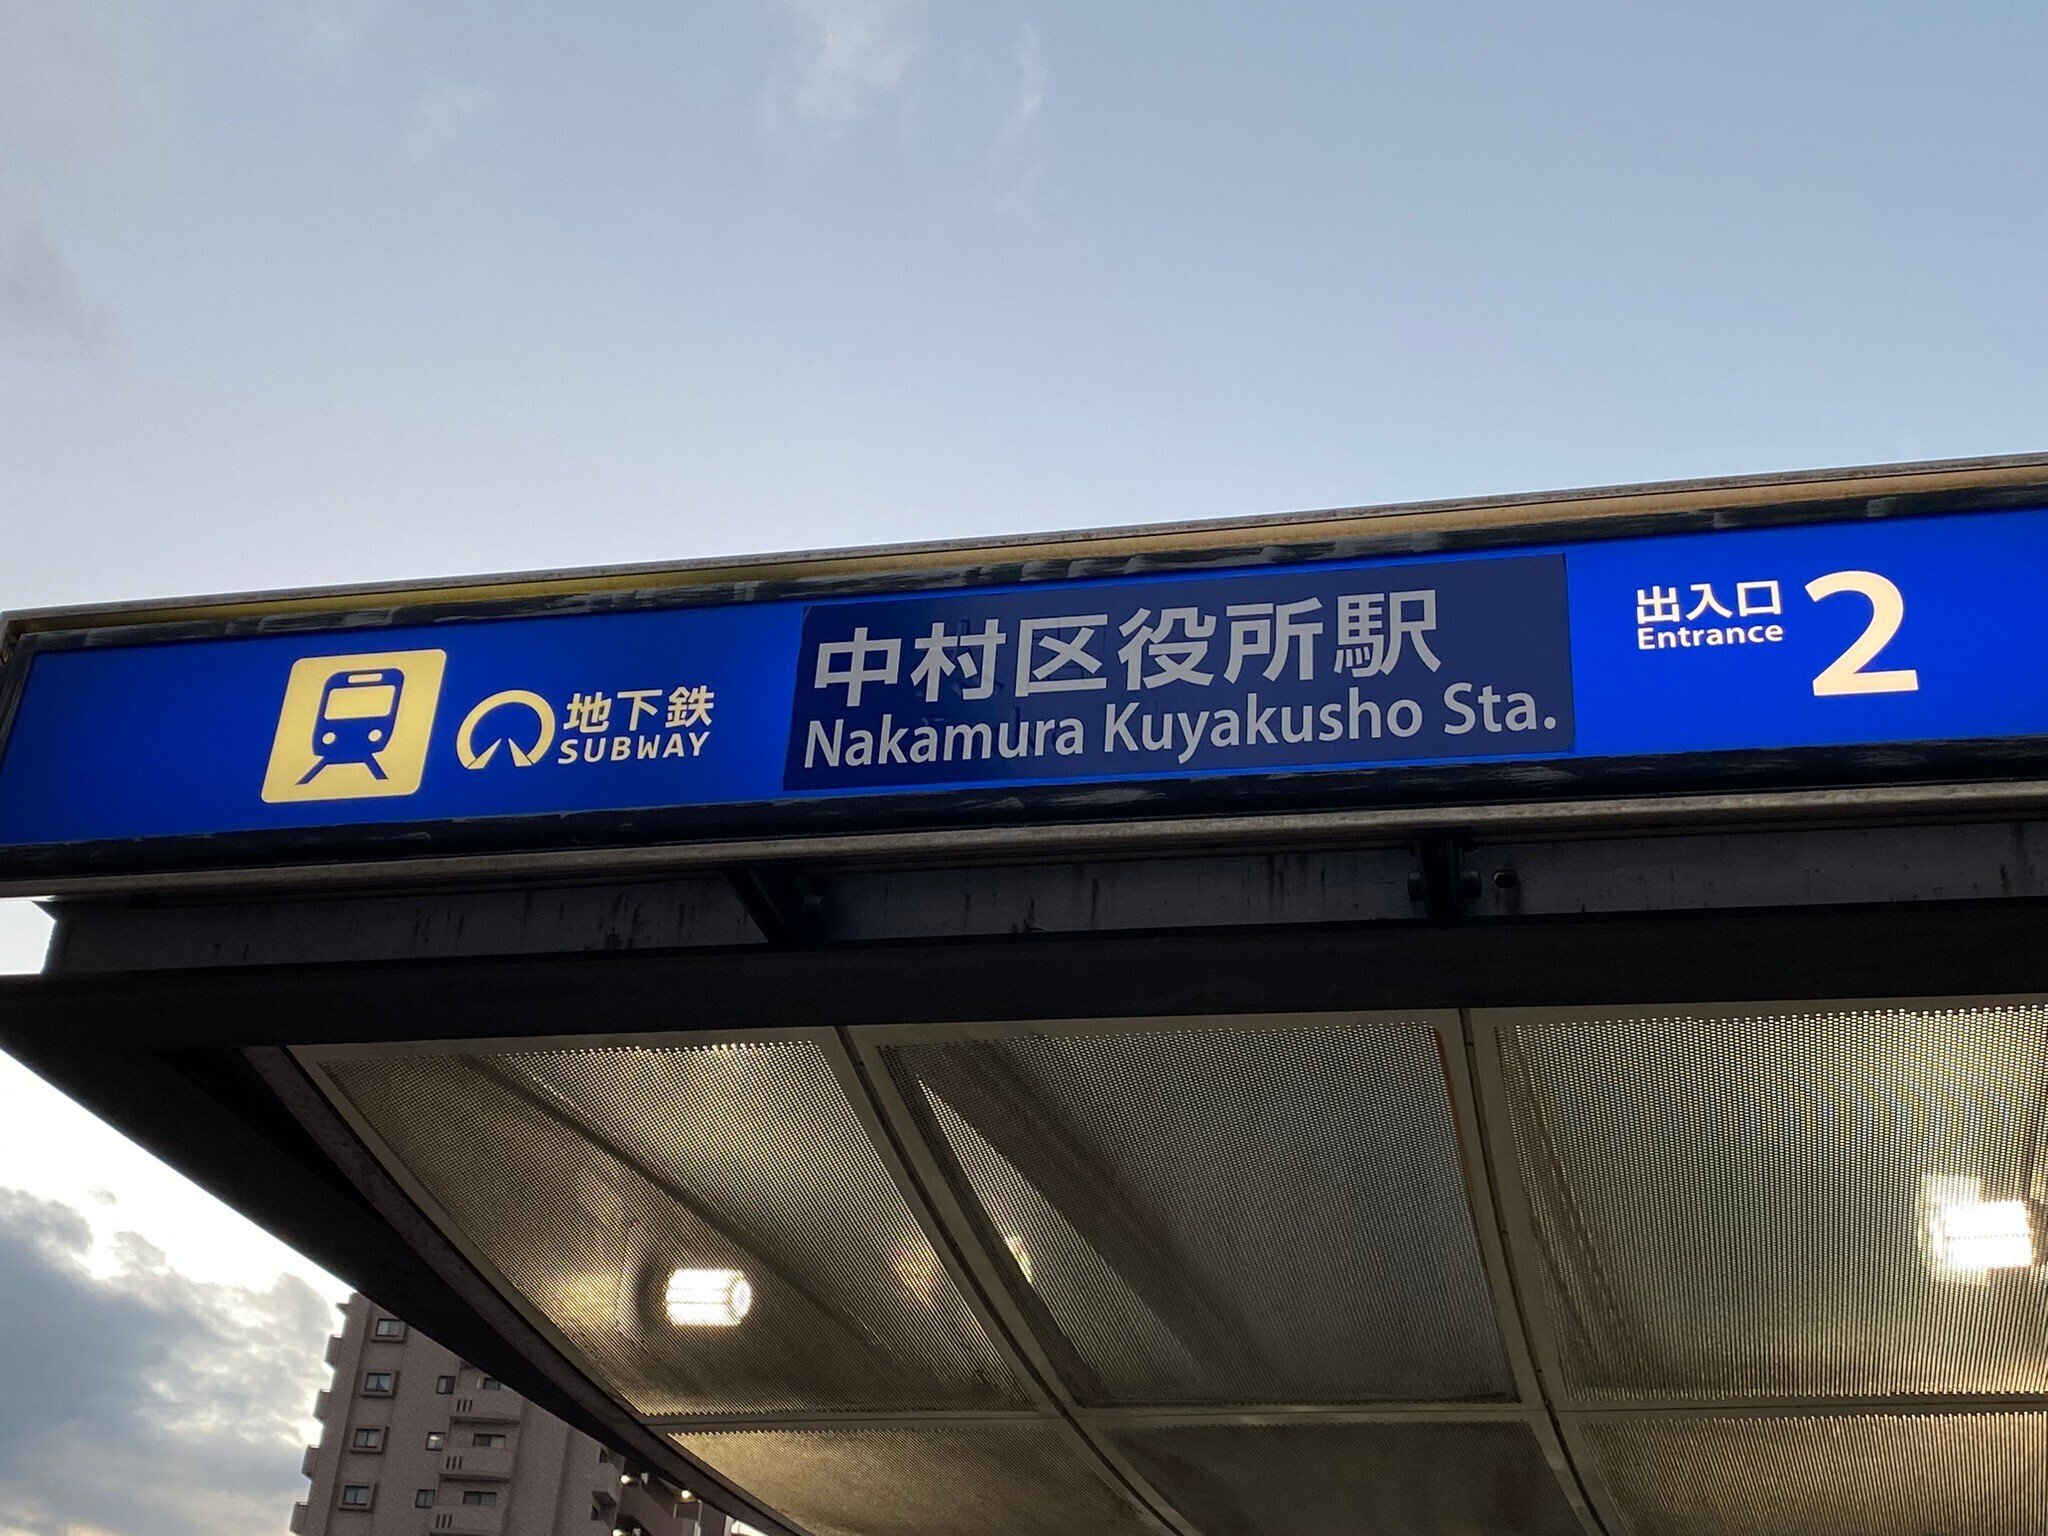 地下鉄
SUBWAY
中村区役所駅
Nakamura Kuyakusho Sta.
出入口
Entrance
2